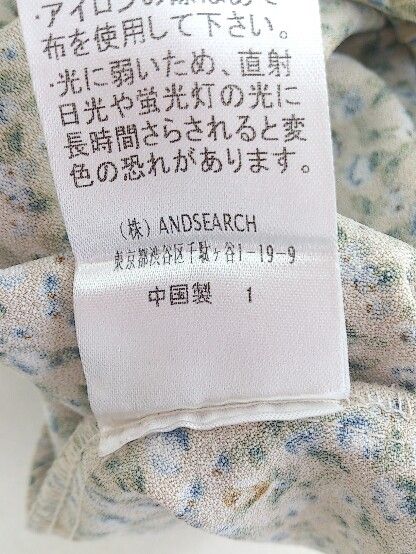 ・アイロンの際はあて
布を使用して下さい。
・光に弱いため、直射
日光や蛍光灯の光に
長時間さらされると変
色の恐れがあります。
(株) ANDSEARCH
東京都渋谷区千駄ヶ谷1-19-9
中国製 1